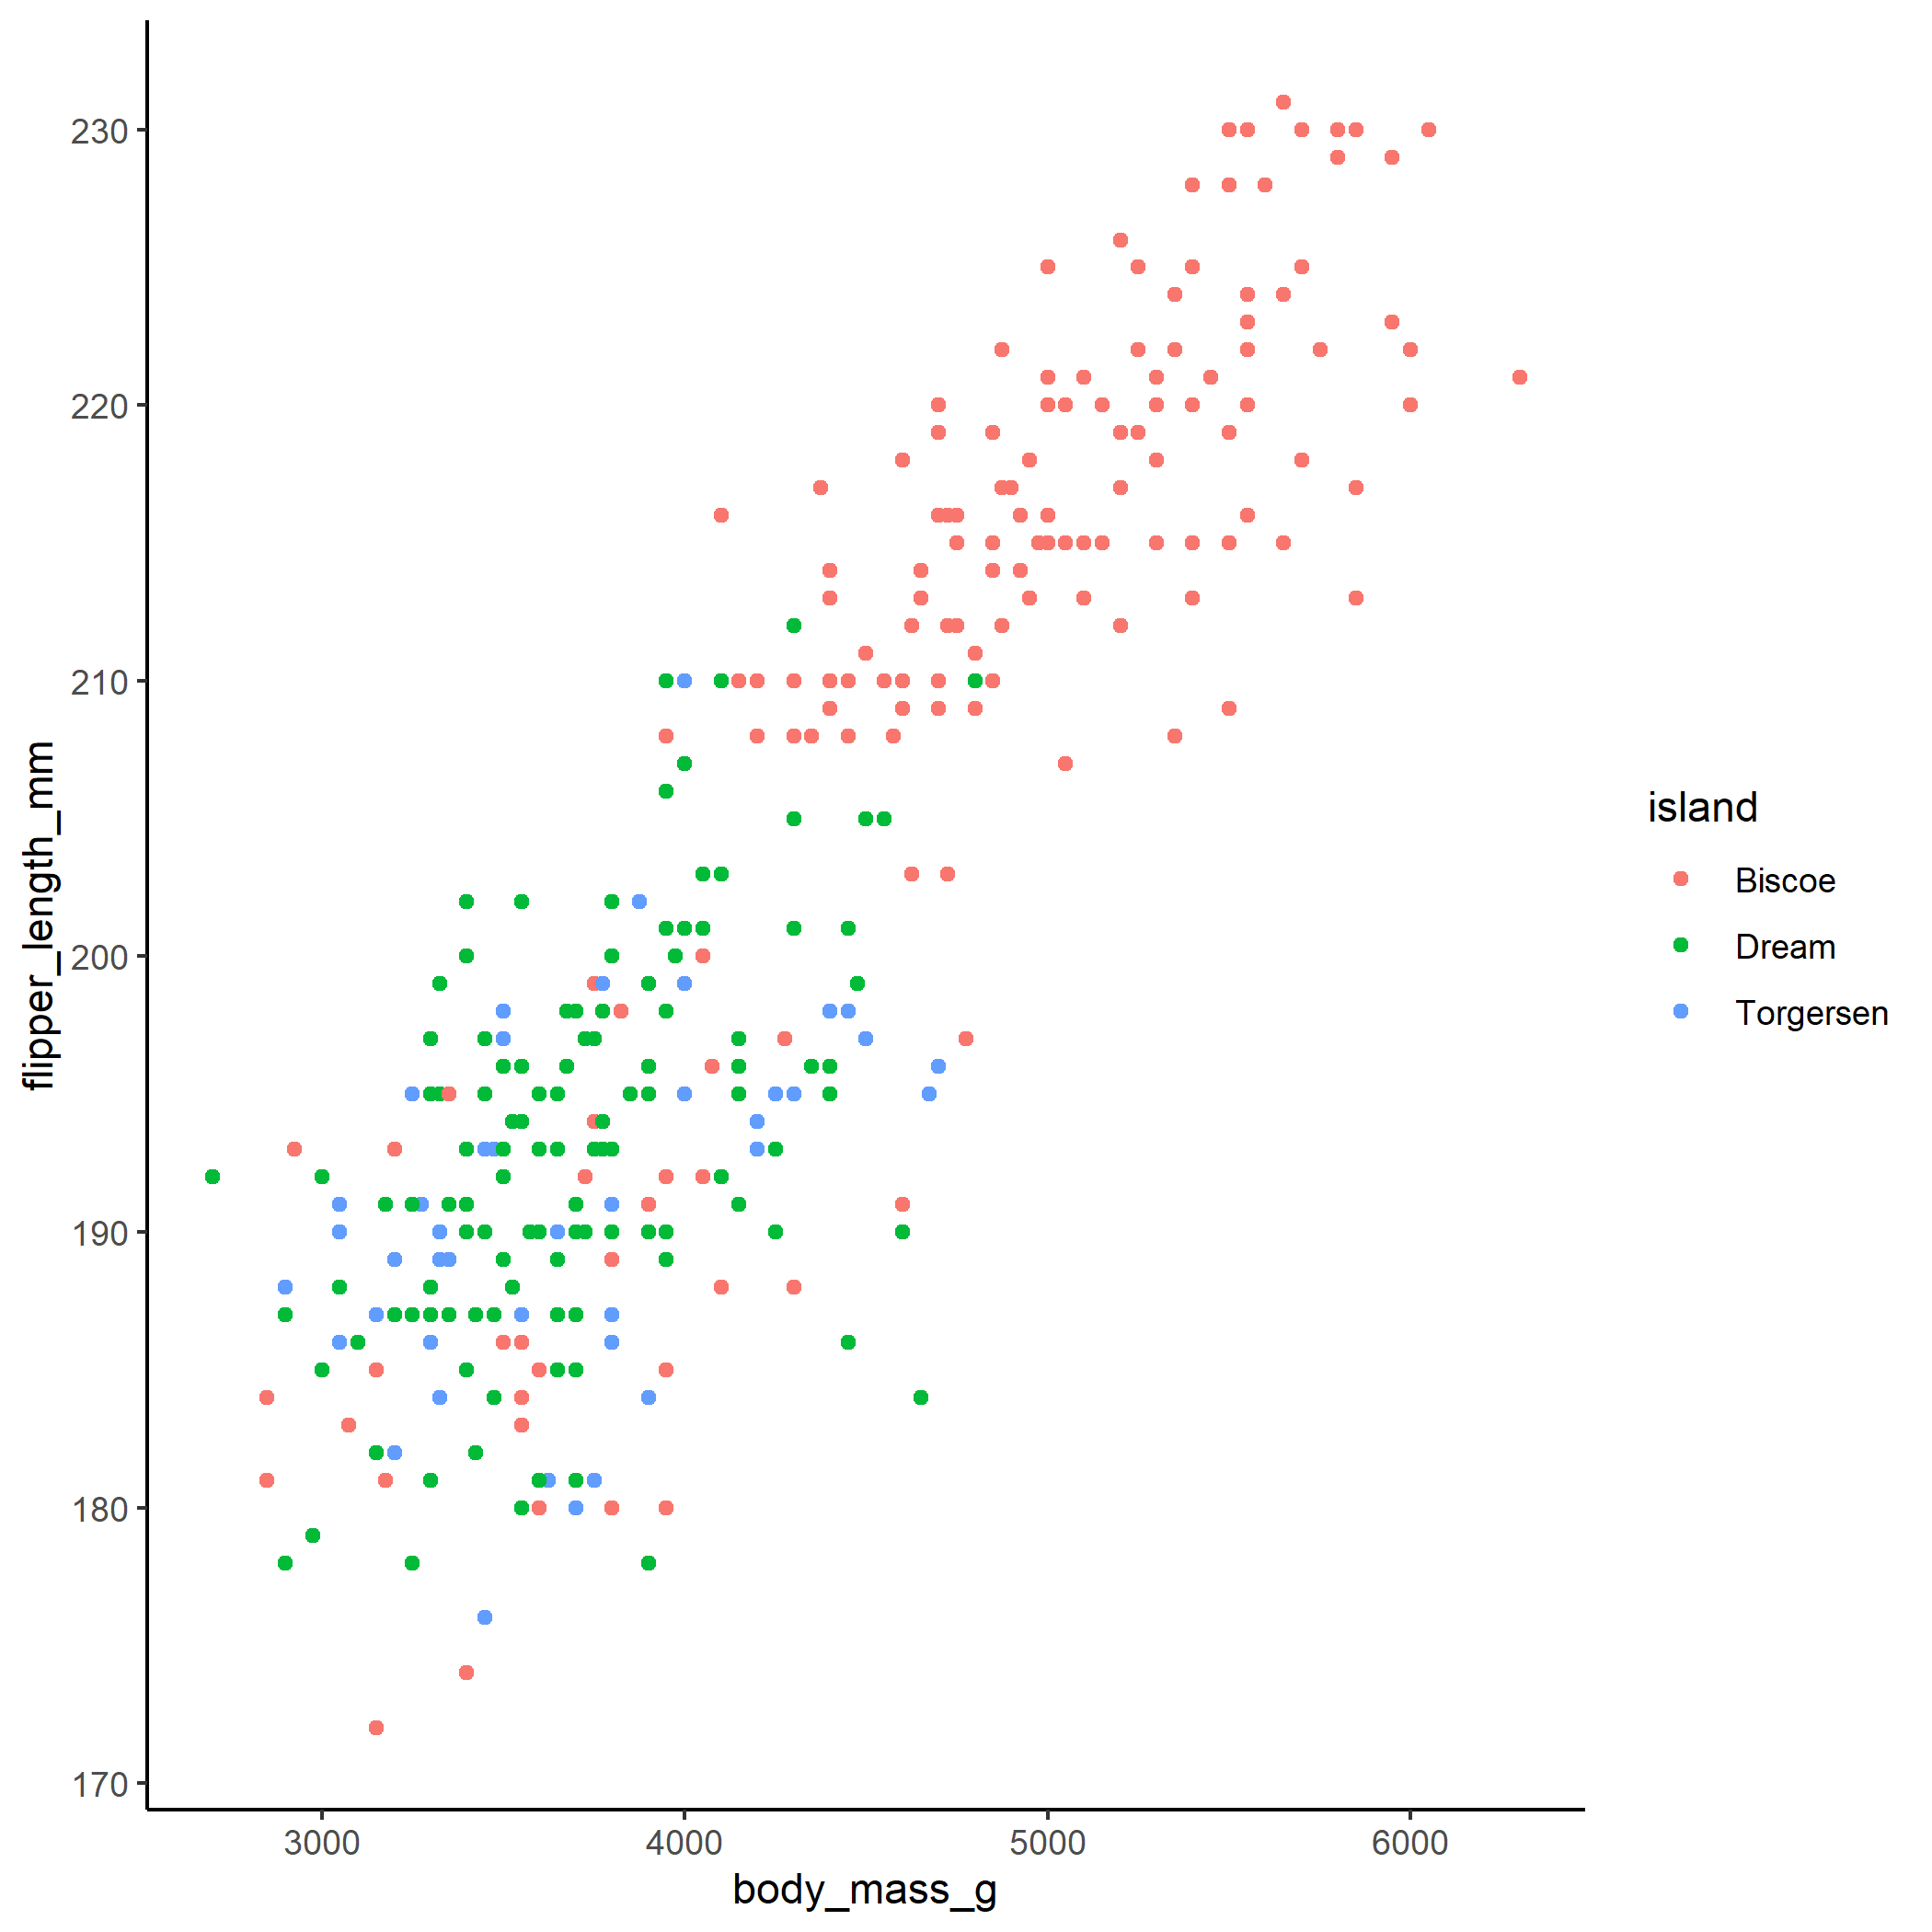 flipper_length_mm
230
220
210
200
190
180
170
3000 4000 5000 6000
body_mass_g
island
Biscoe
Dream
Torgersen